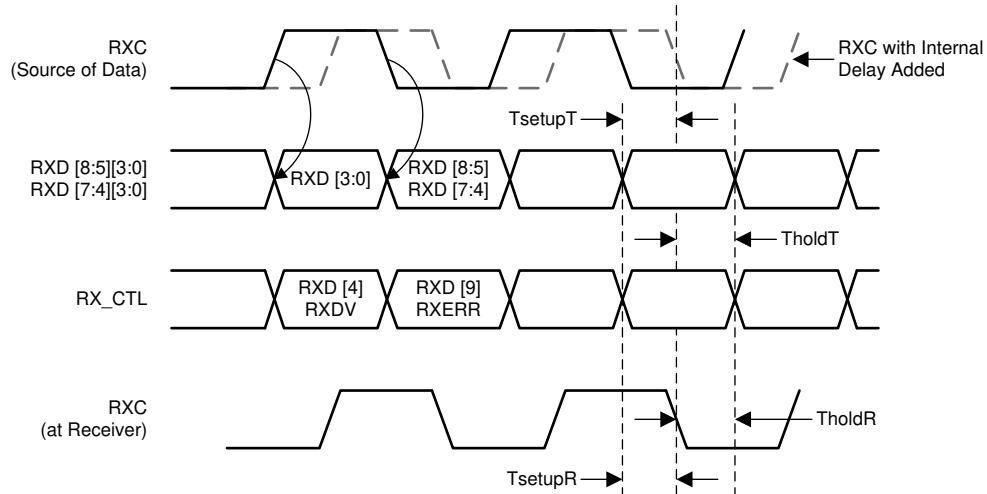 RXC
(Source of Data)
RXC with Internal
Delay Added
TsetupT
RXD [8:5][3:0]
RXD [7:4][3:0]
RXD [3:0]
RXD [8:5]
RXD [7:4]
TholdT
RX_CTL
RXD [4]
RXDV
RXD [9]
RXERR
RXC
(at Receiver)
TholdR
TsetupR